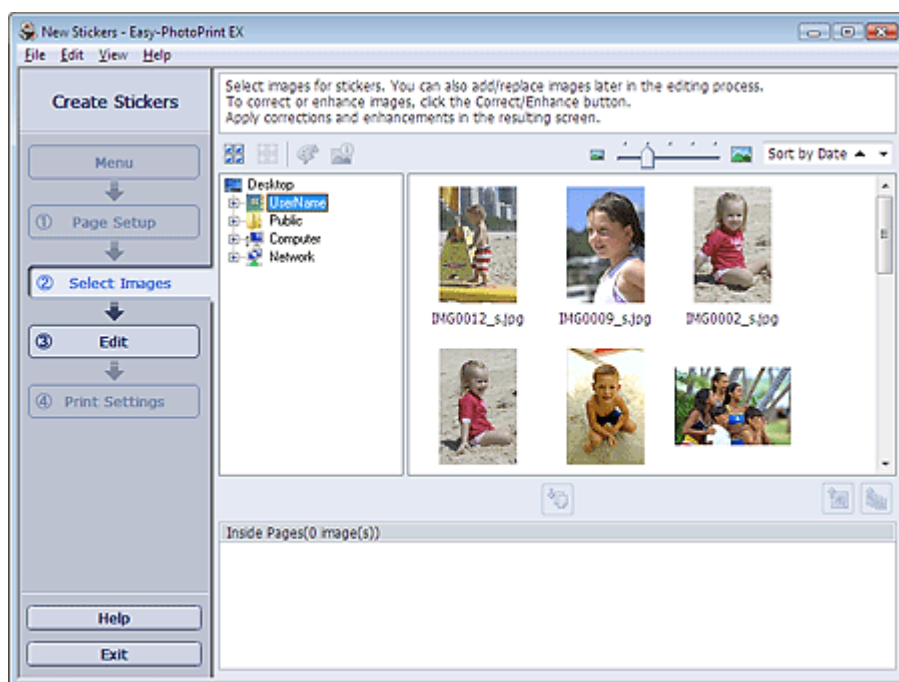 New Stickers - Easy-PhotoPrint EX
File Edit View Help
Create Stickers
Menu
① Page Setup
② Select Images
③ Edit
④ Print Settings
Help
Exit
Select images for stickers. You can also add/replace images later in the editing process.
To correct or enhance images, click the Correct/Enhance button.
Apply corrections and enhancements in the resulting screen.
Sort by Date
Desktop
UserName
Public
Computer
Network
IMG0012_s.jpg IMG0009_s.jpg IMG0002_s.jpg
Inside Pages(0 image(s))